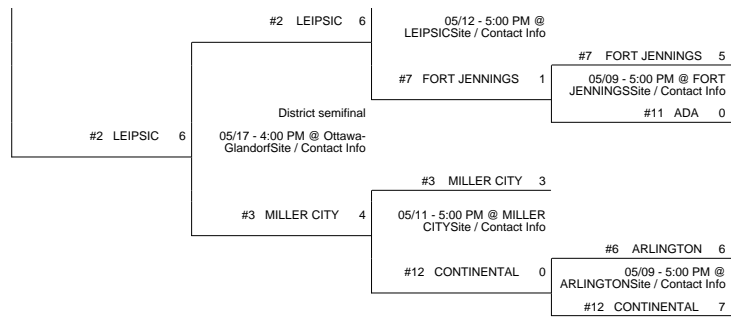 #2 LEIPSIC 6
05/12 - 5:00 PM @
LEIPSICSite / Contact Info
#7 FORT JENNINGS 5
#7 FORT JENNINGS 1
05/09 - 5:00 PM @ FORT
JENNINGSSite / Contact Info
#11 ADA 0
District semifinal
#2 LEIPSIC 6
05/17 - 4:00 PM @ Ottawa-
GlandorfSite / Contact Info
#3 MILLER CITY 3
#3 MILLER CITY 4
05/11 - 5:00 PM @ MILLER
CITYSite / Contact Info
#6 ARLINGTON 6
#12 CONTINENTAL 0
05/09 - 5:00 PM @
ARLINGTONSite / Contact Info
#12 CONTINENTAL 7